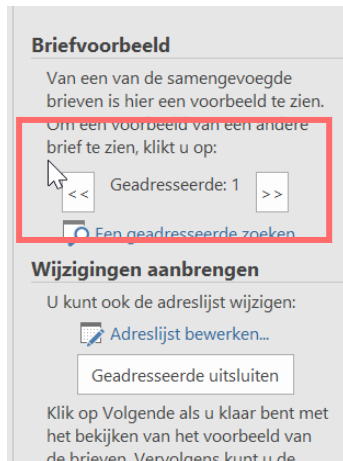 Briefvoorbeeld
Van een van de samengevoegde
brieven is hier een voorbeeld te zien.
Om een voorbeeld van een andere
brief te zien, klikt u op:
<< Geadresseerde: 1 >>
Een geadresseerde zoeken
Wijzigingen aanbrengen
U kunt ook de adreslijst wijzigen:
Adreslijst bewerken...
Geadresseerde uitsluiten
Klik op Volgende als u klaar bent met
het bekijken van het voorbeeld van
de brieven. Vervolgens kunt u de